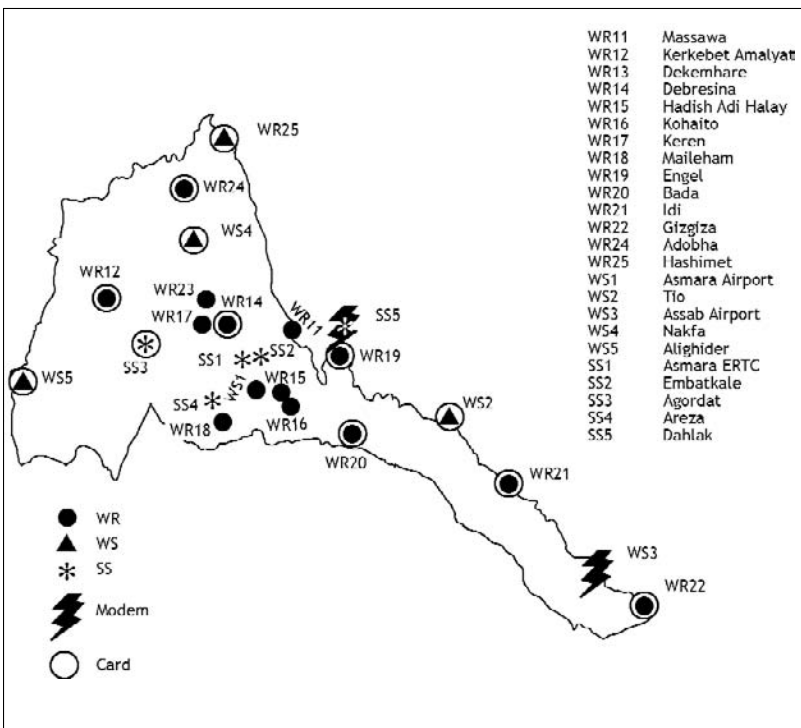 WR11 Massawa
WR12 Kerkebet Amalyat
WR13 Dekemhare
WR14 Debresina
WR15 Hadish Adi Halay
WR16 Kohaito
WR17 Keren
WR18 Maileham
WR19 Engel
WR20 Bada
WR21 Idi
WR22 Gizgiza
WR24 Adobha
WR25 Hashimet
WS1 Asmara Airport
WS2 Tio
WS3 Assab Airport
WS4 Nakfa
WS5 Alighider
SS1 Asmara ERTC
SS2 Embatkale
SS3 Agordat
SS4 Areza
SS5 Dahlak
WR25
WR24
WS4
WR12
WR23
WR14
WR17
WR11
SS5
SS3
SS1
SS2
WR19
WS5
WS1
WR15
SS4
WR16
WS2
WR18
WR20
WR21
WS3
WR22
WR
WS
SS
Modem
Card